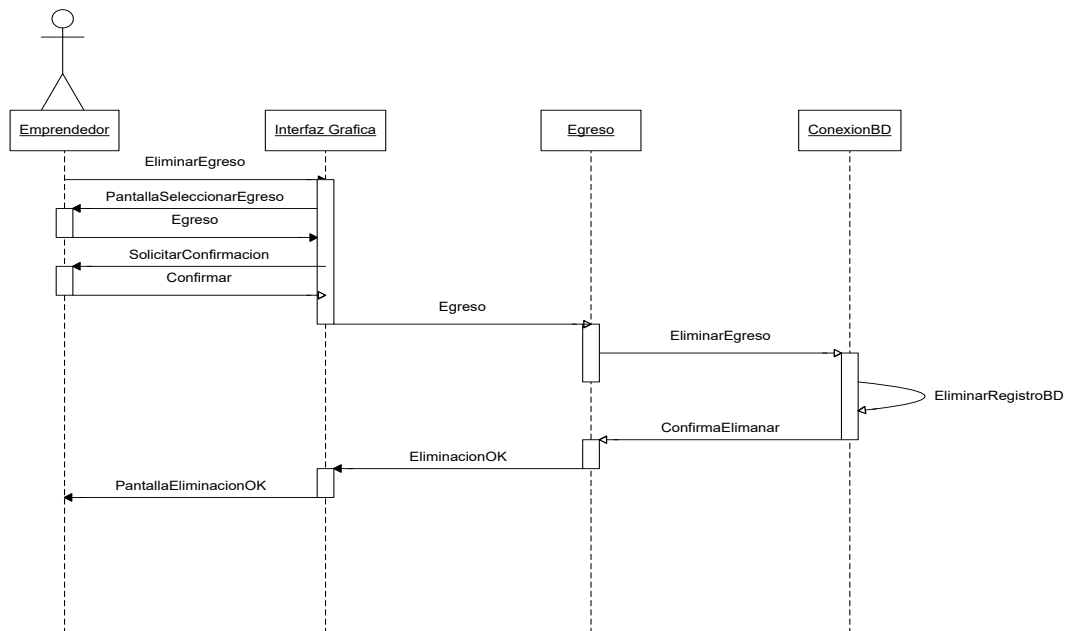 Emprendedor
Interfaz Grafica
Egreso
ConexionBD
EliminarEgreso
PantallaSeleccionarEgreso
Egreso
SolicitarConfirmacion
Confirmar
Egreso
EliminarEgreso
EliminarRegistroBD
ConfirmaElimanar
EliminacionOK
PantallaEliminacionOK